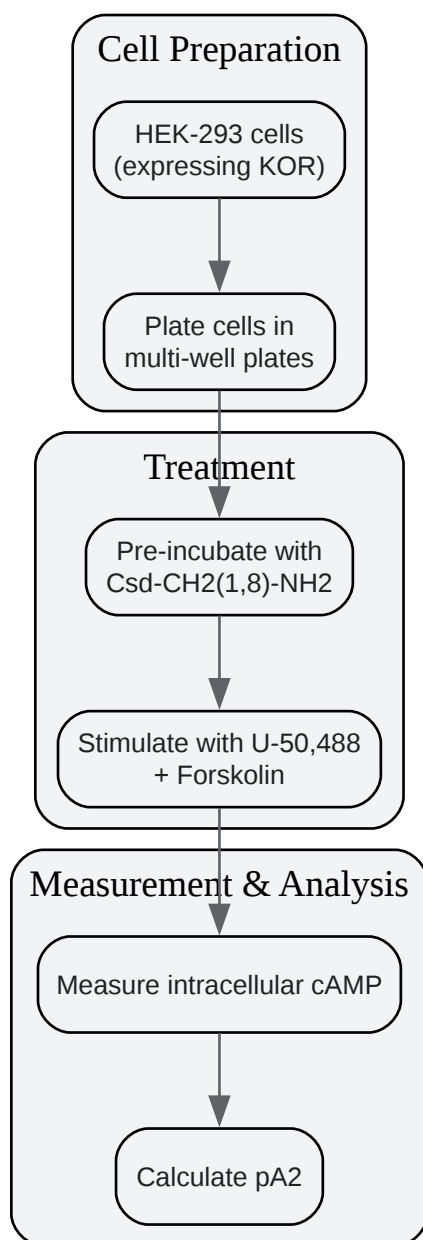 Cell Preparation
HEK-293 cells
(expressing KOR)
Plate cells in
multi-well plates
Treatment
Pre-incubate with
Csd-CH2(1,8)-NH2
Stimulate with U-50,488
+ Forskolin
Measurement & Analysis
Measure intracellular cAMP
Calculate pA2